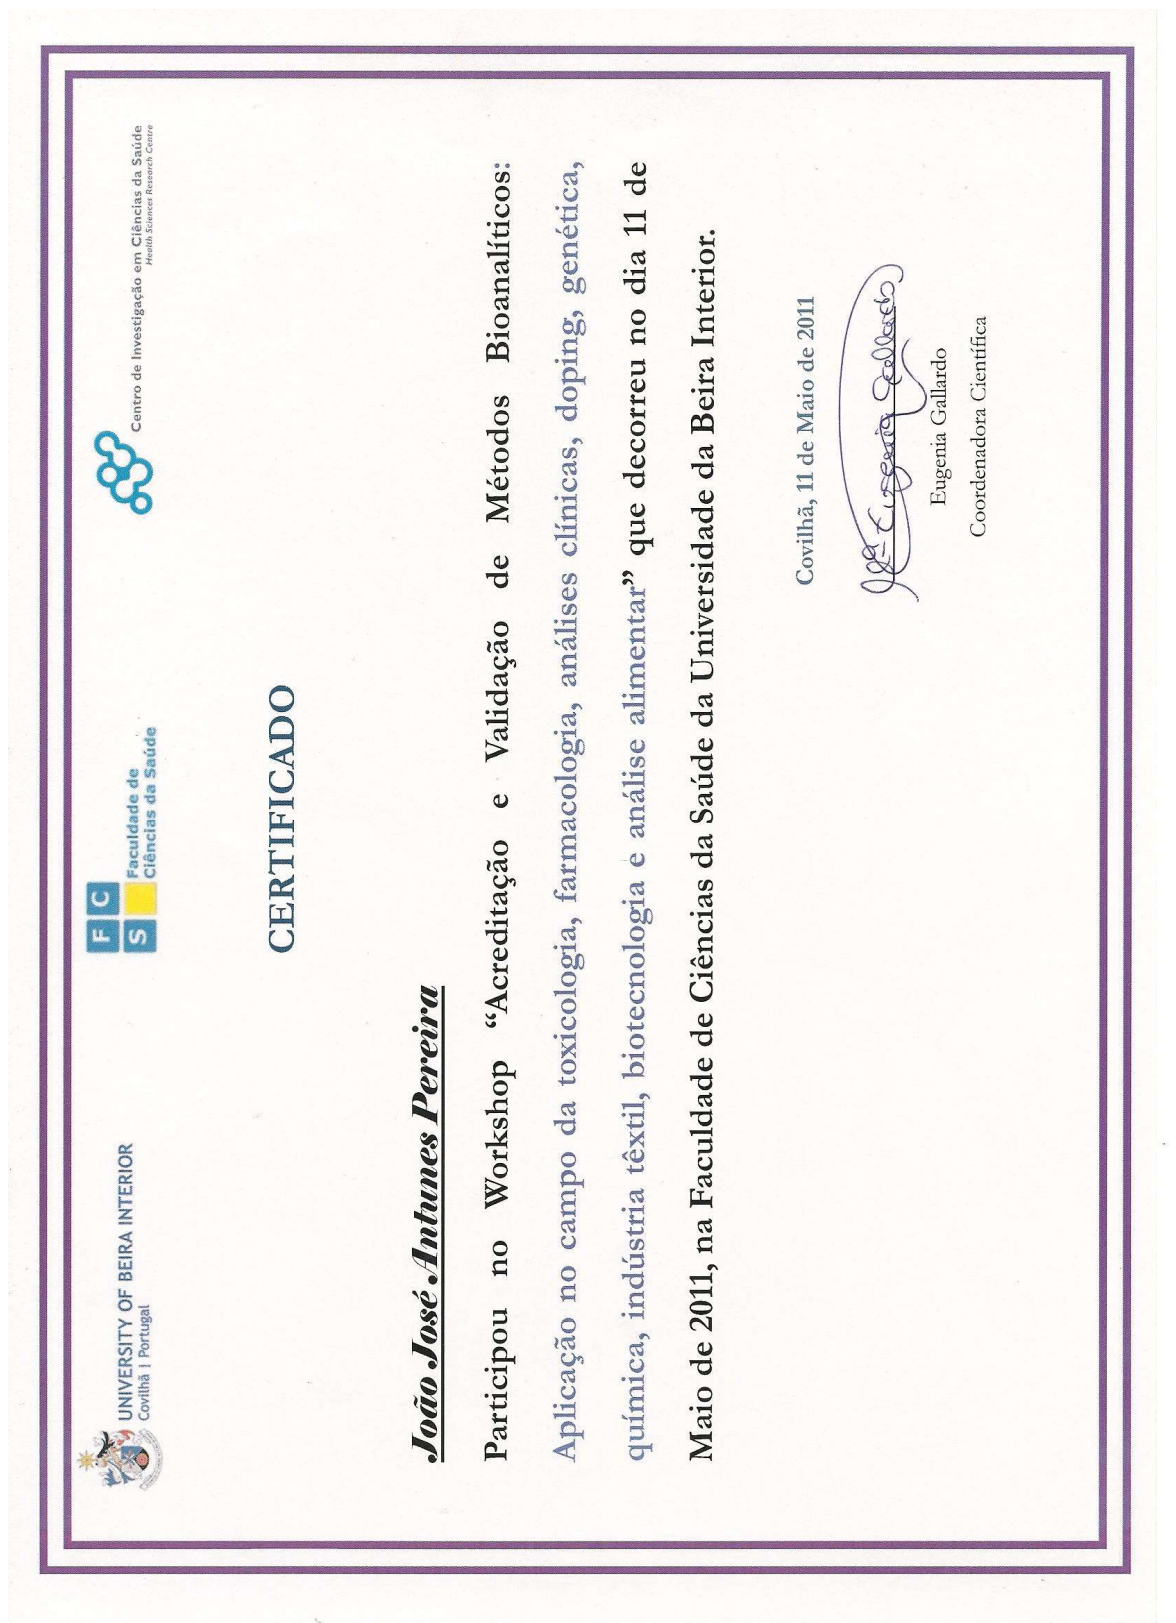 UNIVERSITY OF BEIRA INTERIOR
Covilhã | Portugal
F C
S
Faculdade de
Ciências da Saúde
Centro de Investigação em Ciências da Saúde
Health Sciences Research Centre
CERTIFICADO
João José Antunes Pereira
Participou no Workshop “Acreditação e Validação de Métodos Bioanalíticos:
Aplicação no campo da toxicologia, farmacologia, análises clínicas, doping, genética,
química, indústria têxtil, biotecnologia e análise alimentar” que decorreu no dia 11 de
Maio de 2011, na Faculdade de Ciências da Saúde da Universidade da Beira Interior.
Covilhã, 11 de Maio de 2011
Mª Eugenia Gallardo
Eugenia Gallardo
Coordenadora Científica